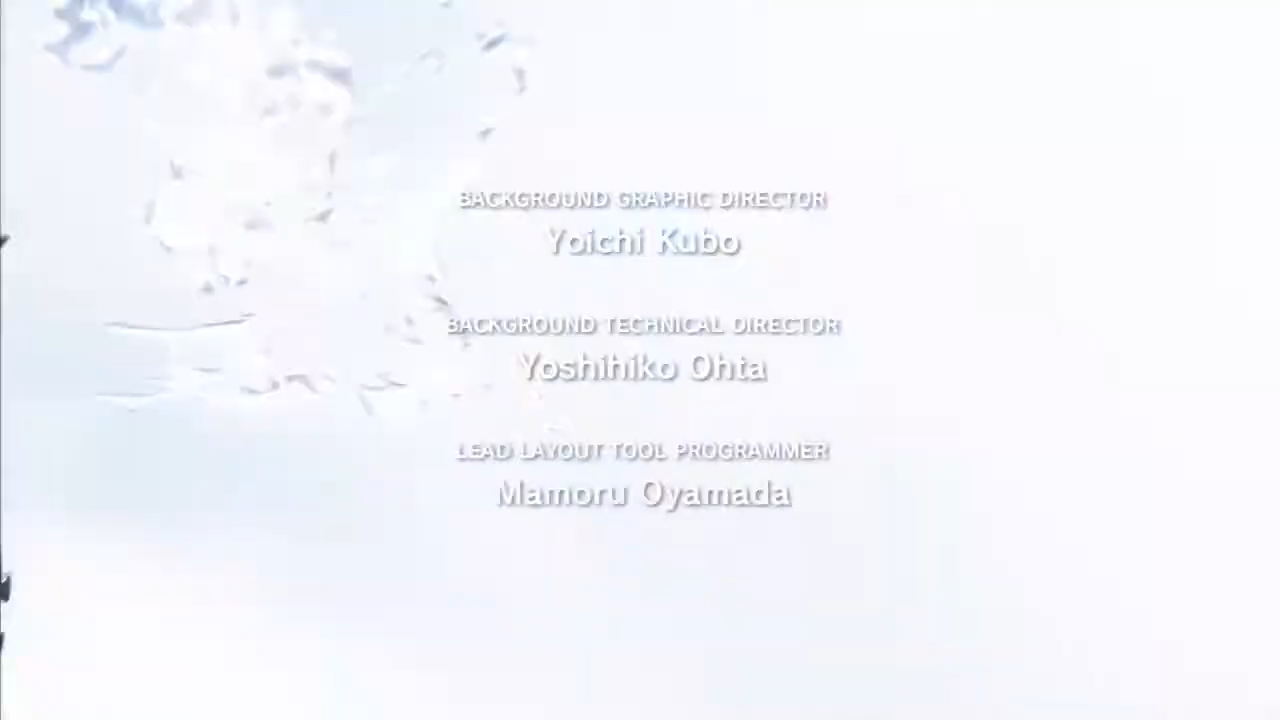 BACKGROUND GRAPHIC DIRECTOR
Yoichi Kubo
BACKGROUND TECHNICAL DIRECTOR
Yoshihiko Ohta
LEAD LAYOUT TOOL PROGRAMMER
Mamoru Oyamada